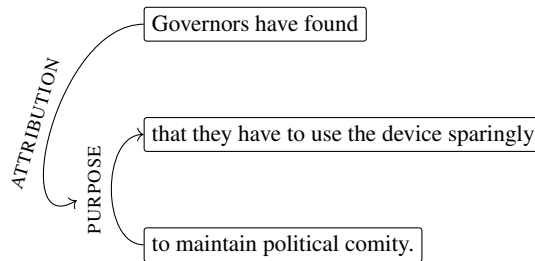 Governors have found
ATTRIBUTION
that they have to use the device sparingly
PURPOSE
to maintain political comity.